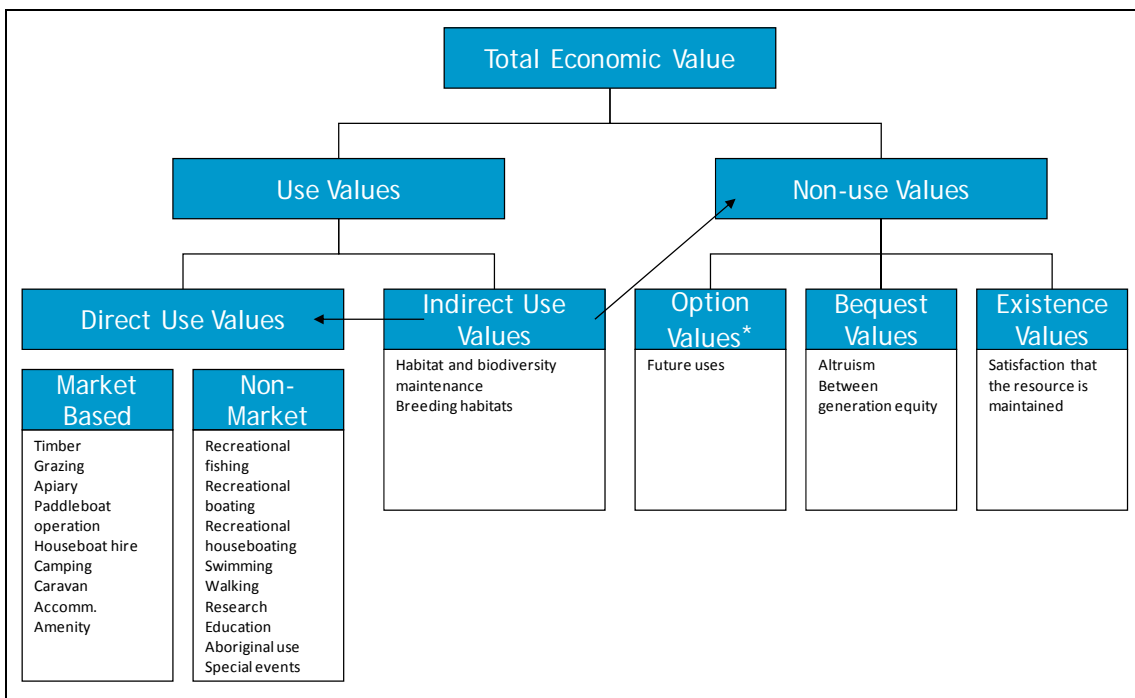 Total Economic Value
Use Values
Non-use Values
Direct Use Values
Indirect Use
Values
Option
Values*
Bequest
Values
Existence
Values
Habitat and biodiversity
maintenance
Breeding habitats
Future uses
Altruism
Between
generation equity
Satisfaction that
the resource is
maintained
Market
Based
Non-
Market
Timber
Grazing
Apiary
Paddleboat
operation
Houseboat hire
Camping
Caravan
Accomm.
Amenity
Recreational
fishing
Recreational
boating
Recreational
houseboating
Swimming
Walking
Research
Education
Aboriginal use
Special events